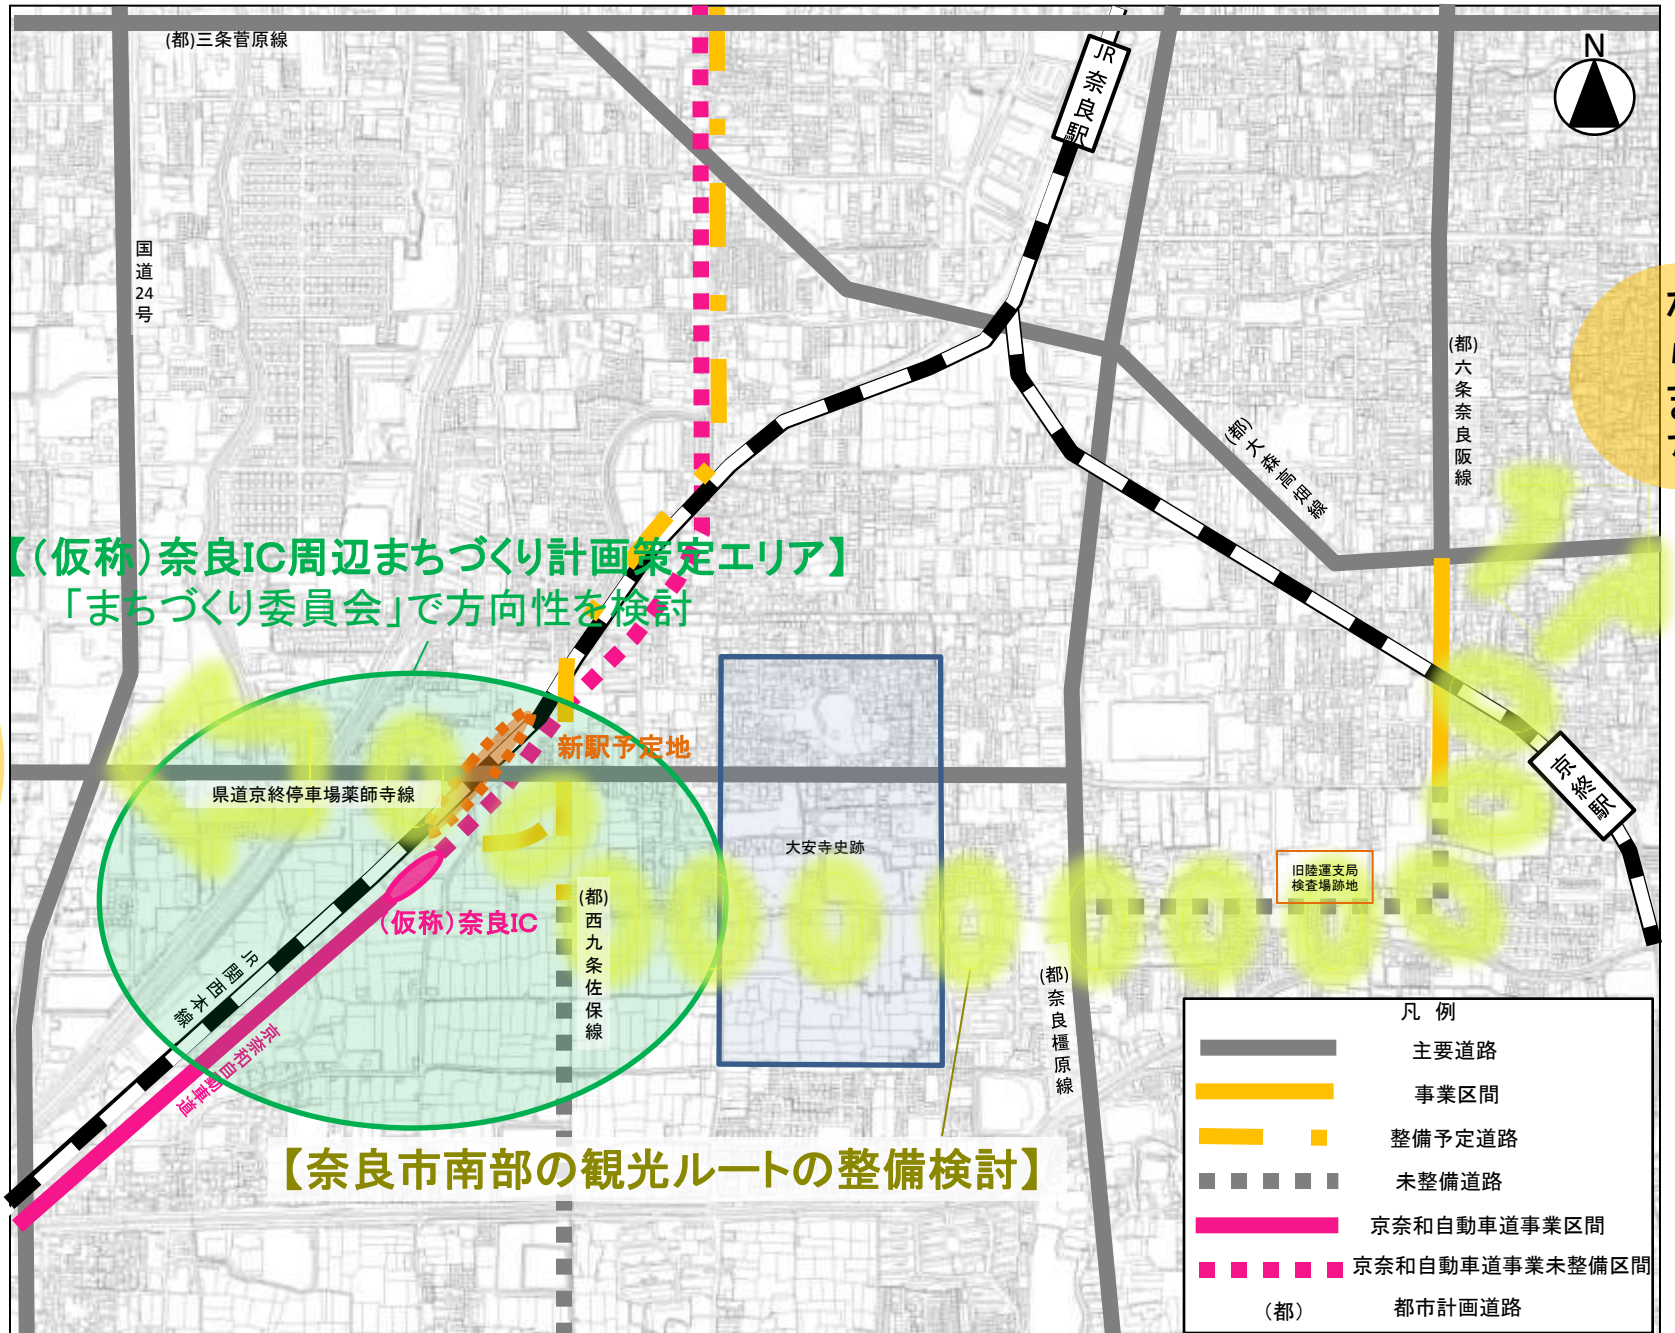 (都)三条菅原線
JR奈良駅
N
国道24号
(都)六条奈良阪線
(都)大森高畑線
【(仮称)奈良IC周辺まちづくり計画策定エリア】
「まちづくり委員会」で方向性を検討
新駅予定地
県道京終停車場薬師寺線
京終駅
大安寺史跡
旧陸運支局
検査場跡地
(仮称)奈良IC
(都)西九条佐保線
JR関西本線
京奈和自動車道
(都)奈良橿原線
【奈良市南部の観光ルートの整備検討】
凡 例
主要道路
事業区間
整備予定道路
未整備道路
京奈和自動車道事業区間
京奈和自動車道事業未整備区間
(都) 都市計画道路